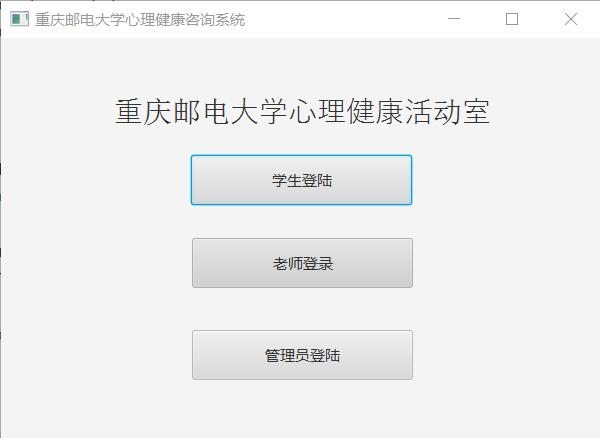 重庆邮电大学心理健康咨询系统
重庆邮电大学心理健康活动室
学生登陆
老师登录
管理员登陆